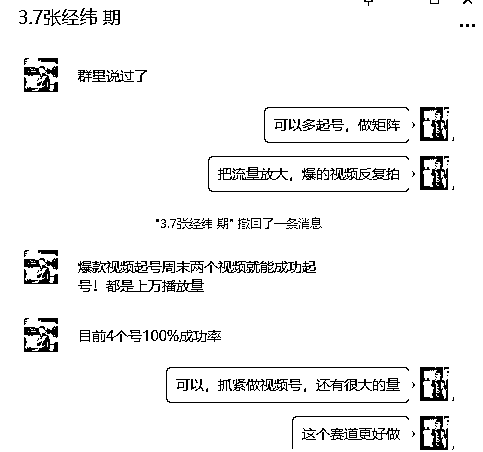 3.7张经纬 期
群里说过了
可以多起号，做矩阵
把流量放大，爆的视频反复拍
"3.7张经纬 期" 撤回了一条消息
爆款视频起号周末两个视频就能成功起
号！都是上万播放量
目前4个号100%成功率
可以，抓紧做视频号，还有很大的量
这个赛道更好做